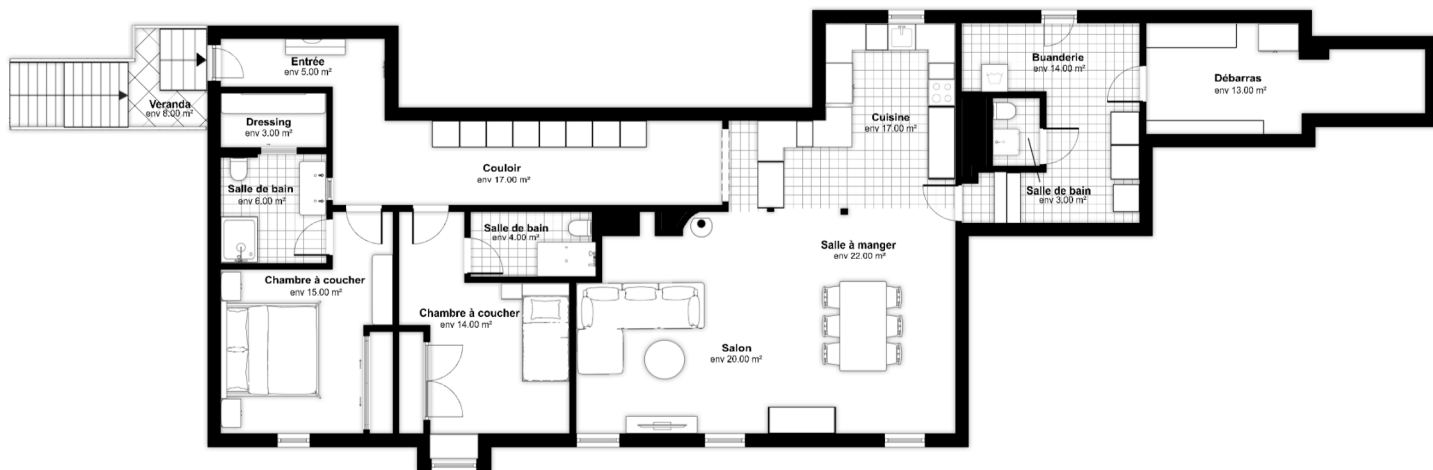 Entrée
env 5.00 m²
Veranda
env 8.00 m²
Dressing
env 3.00 m²
Salle de bain
env 6.00 m²
Couloir
env 17.00 m²
Cuisine
env 17.00 m²
Buanderie
env 14.00 m²
Débarras
env 13.00 m²
Salle de bain
env 3.00 m²
Salle de bain
env 4.00 m²
Salle à manger
env 22.00 m²
Chambre à coucher
env 15.00 m²
Chambre à coucher
env 14.00 m²
Salon
env 20.00 m²